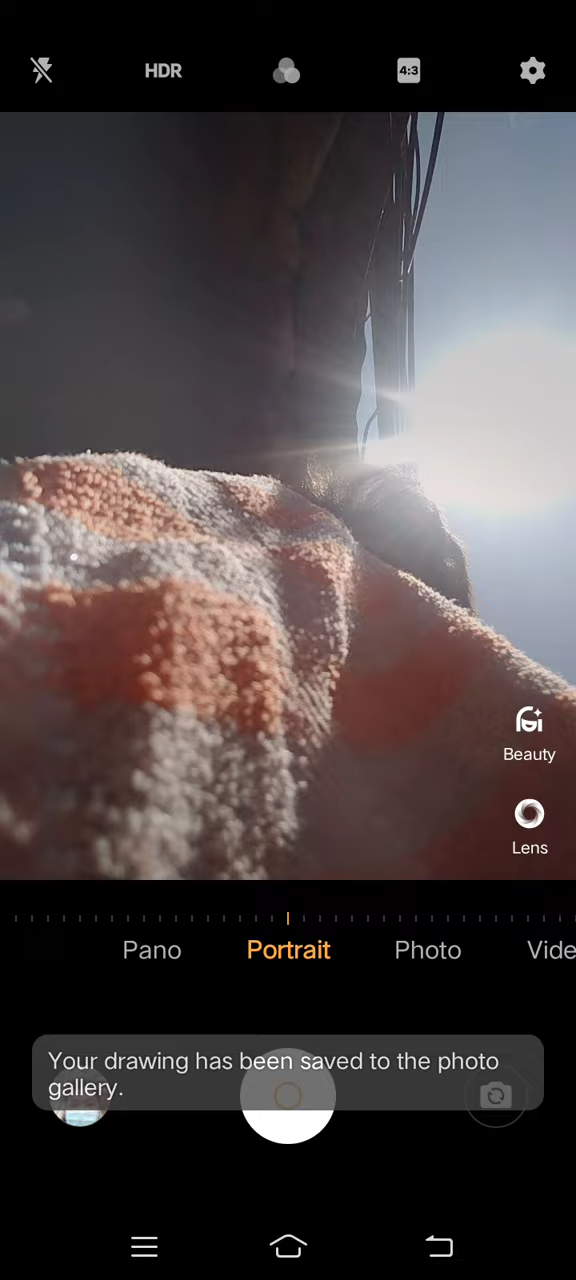 HDR
4:3
Beauty
Lens
Pano
Portrait
Photo
Vide
Your drawing has been saved to the photo
gallery.